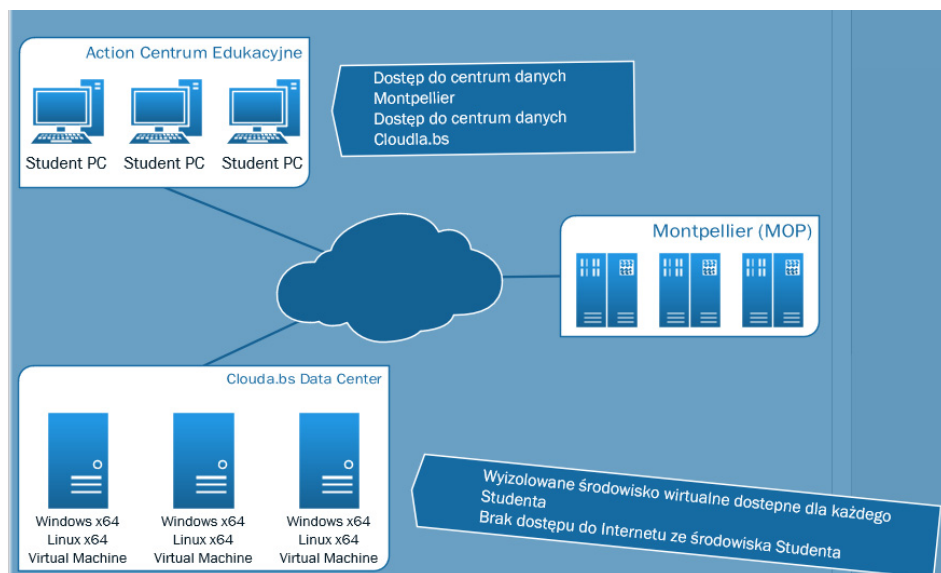 Action Centrum Edukacyjne
Student PC
Student PC
Student PC
Dostęp do centrum danych
Montpellier
Dostęp do centrum danych
Cloudla.bs
Montpellier (MOP)
Clouda.bs Data Center
Windows x64
Linux x64
Virtual Machine
Windows x64
Linux x64
Virtual Machine
Windows x64
Linux x64
Virtual Machine
Wyizolowane środowisko wirtualne dostepne dla każdego
Studenta
Brak dostępu do Internetu ze środowiska Studenta